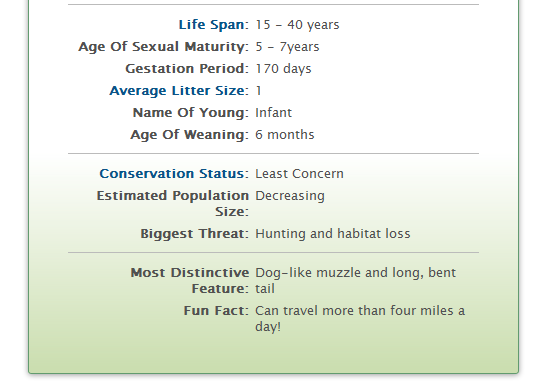 Life Span: 15 - 40 years
Age Of Sexual Maturity: 5 - 7years
Gestation Period: 170 days
Average Litter Size: 1
Name Of Young: Infant
Age Of Weaning: 6 months
Conservation Status: Least Concern
Estimated Population Decreasing
Size:
Biggest Threat: Hunting and habitat loss
Most Distinctive Dog-like muzzle and long, bent
Feature: tail
Fun Fact: Can travel more than four miles a
day!